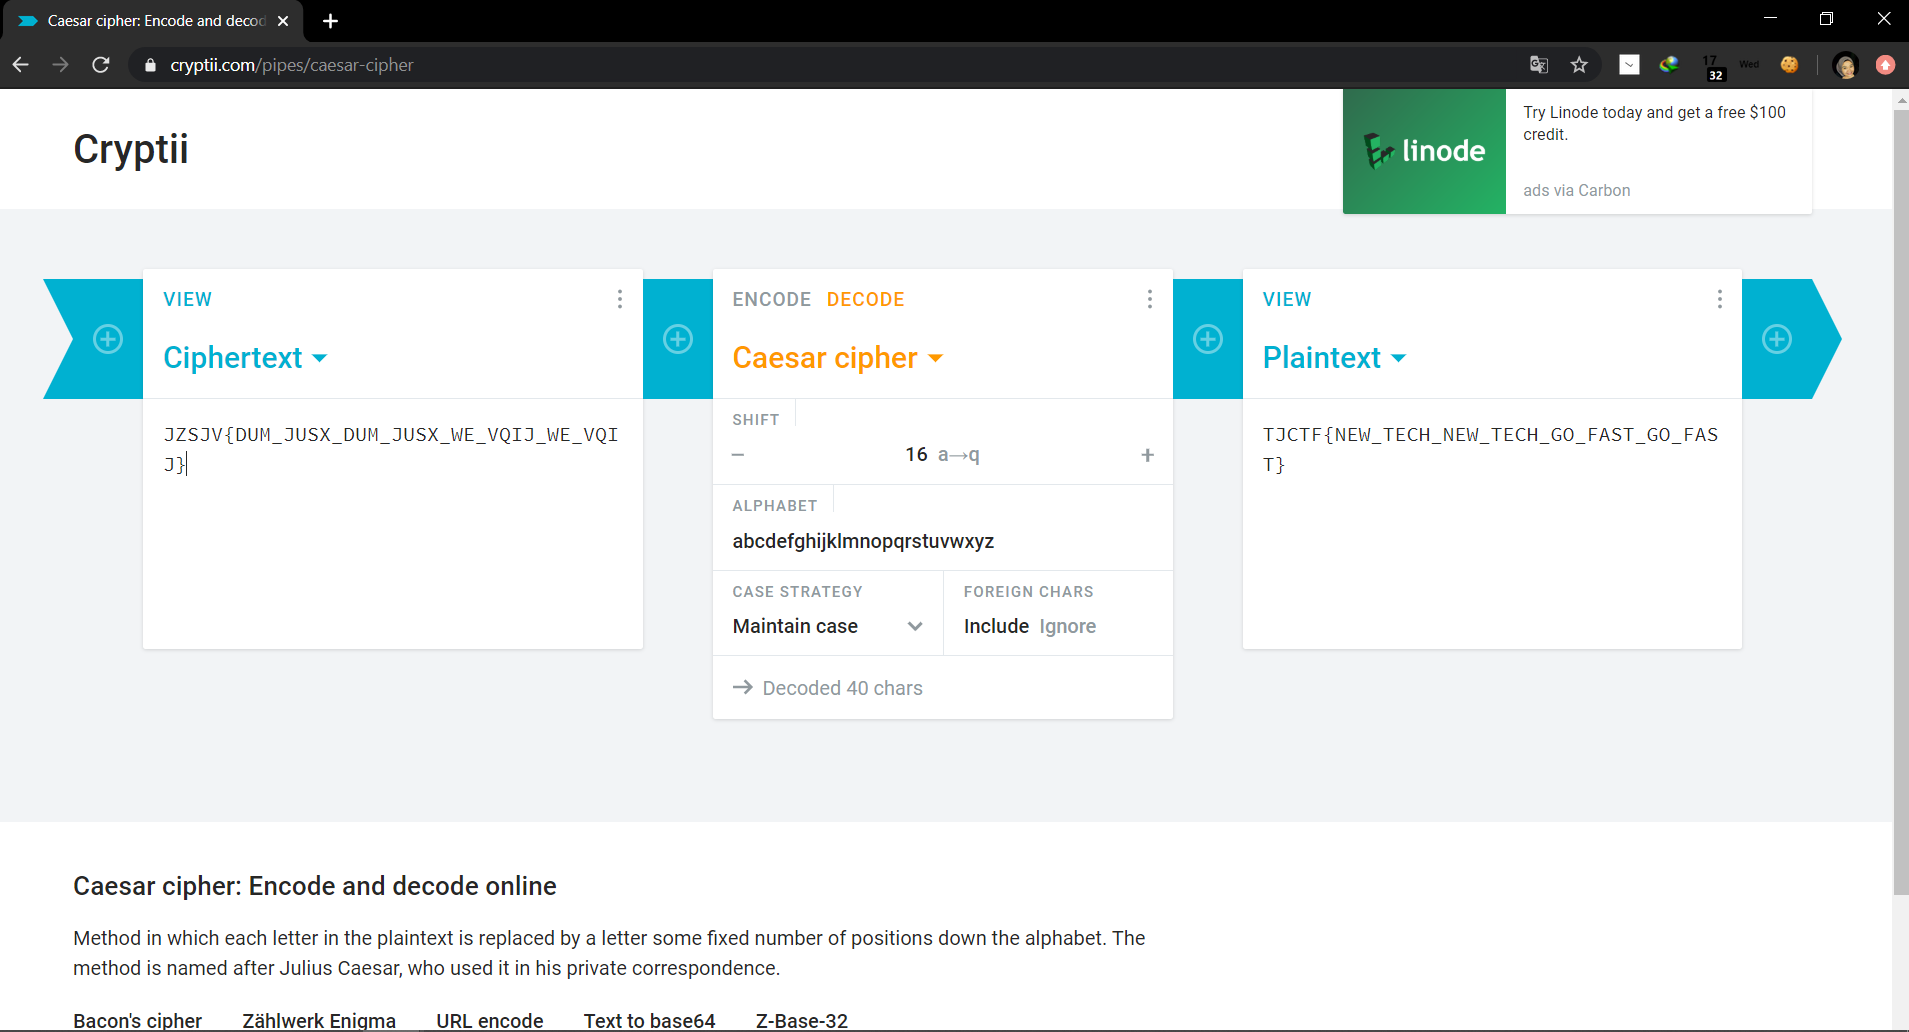 Caesar cipher: Encode and decod
cryptii.com/pipes/caesar-cipher
17
32
Wed
Cryptii
linode
Try Linode today and get a free $100
credit.
ads via Carbon
VIEW
Ciphertext
JZSJV{DUM_JUSX_DUM_JUSX_WE_VQIJ_WE_VQI
J}
ENCODE DECODE
Caesar cipher
SHIFT
− 16 a→q +
ALPHABET
abcdefghijklmnopqrstuvwxyz
CASE STRATEGY
Maintain case
FOREIGN CHARS
Include Ignore
→ Decoded 40 chars
VIEW
Plaintext
TJCTF{NEW_TECH_NEW_TECH_GO_FAST_GO_FAS
T}
Caesar cipher: Encode and decode online
Method in which each letter in the plaintext is replaced by a letter some fixed number of positions down the alphabet. The
method is named after Julius Caesar, who used it in his private correspondence.
Bacon's cipher Zählwerk Enigma URL encode Text to base64 Z-Base-32